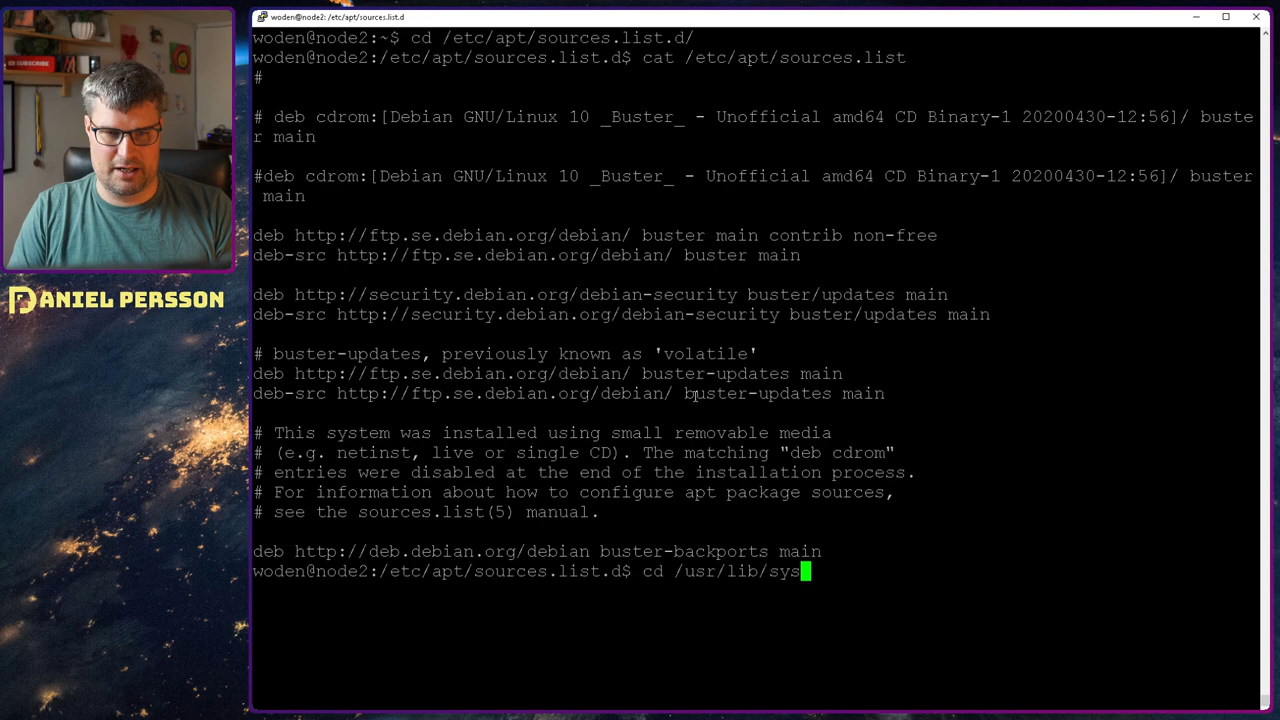 woden@node2: /etc/apt/sources.list.d
woden@node2:~$ cd /etc/apt/sources.list.d/
woden@node2:/etc/apt/sources.list.d$ cat /etc/apt/sources.list
#
# deb cdrom:[Debian GNU/Linux 10 _Buster_ - Unofficial amd64 CD Binary-1 20200430-12:56]/ buste
r main
#deb cdrom:[Debian GNU/Linux 10 _Buster_ - Unofficial amd64 CD Binary-1 20200430-12:56]/ buster
 main
deb http://ftp.se.debian.org/debian/ buster main contrib non-free
deb-src http://ftp.se.debian.org/debian/ buster main
deb http://security.debian.org/debian-security buster/updates main
deb-src http://security.debian.org/debian-security buster/updates main
# buster-updates, previously known as 'volatile'
deb http://ftp.se.debian.org/debian/ buster-updates main
deb-src http://ftp.se.debian.org/debian/ buster-updates main
# This system was installed using small removable media
# (e.g. netinst, live or single CD). The matching "deb cdrom"
# entries were disabled at the end of the installation process.
# For information about how to configure apt package sources,
# see the sources.list(5) manual.
deb http://deb.debian.org/debian buster-backports main
woden@node2:/etc/apt/sources.list.d$ cd /usr/lib/sys
SUBSCRIBE
DANIEL PERSSON